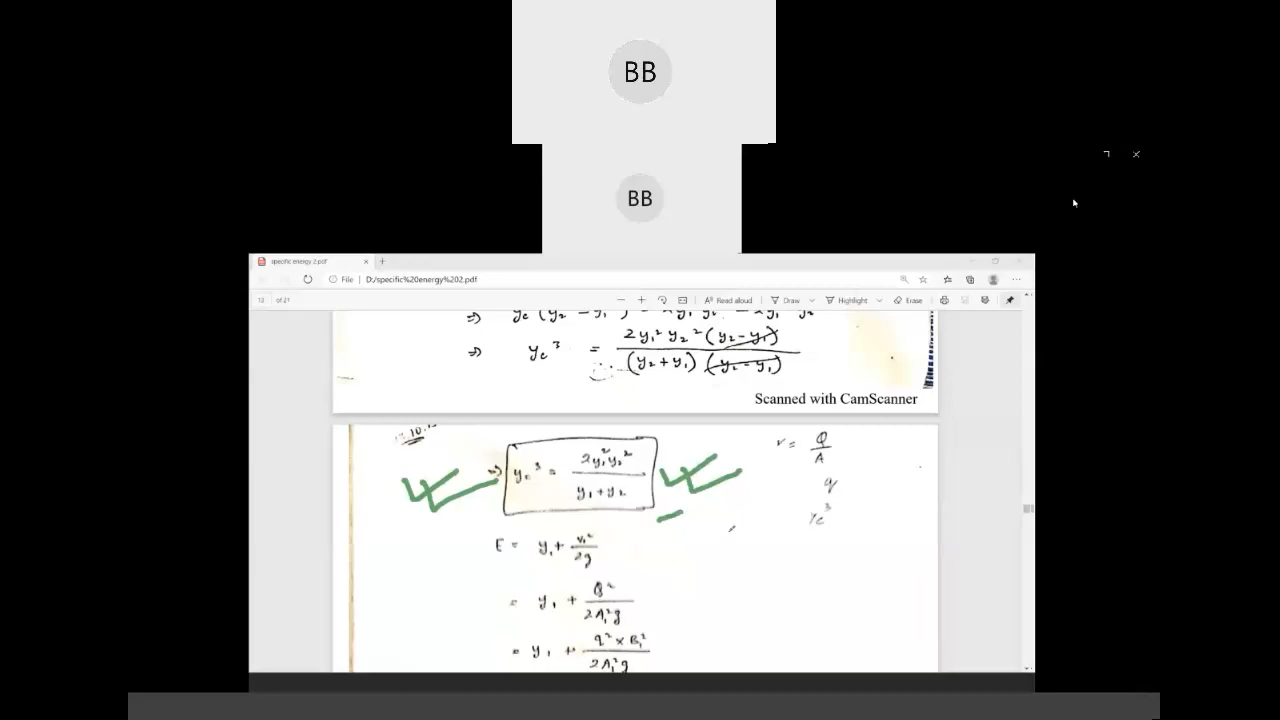 BB
BB
specific energy 2.pdf
File D:/specific%20energy%202.pdf
13 of 21 Read aloud Draw Highlight Erase
⇒ yc³ = 2y₁²y₂²(y₂-y₁) / (y₂+y₁)(y₂-y₁)
Scanned with CamScanner
⇒ yc³ = 2y₁²y₂² / y₁+y₂
v = Q / A
q
yc³
E = y₁ + v₁² / 2g
= y₁ + Q² / 2A₁²g
= y₁ + q² × B₁² / 2A₁²g